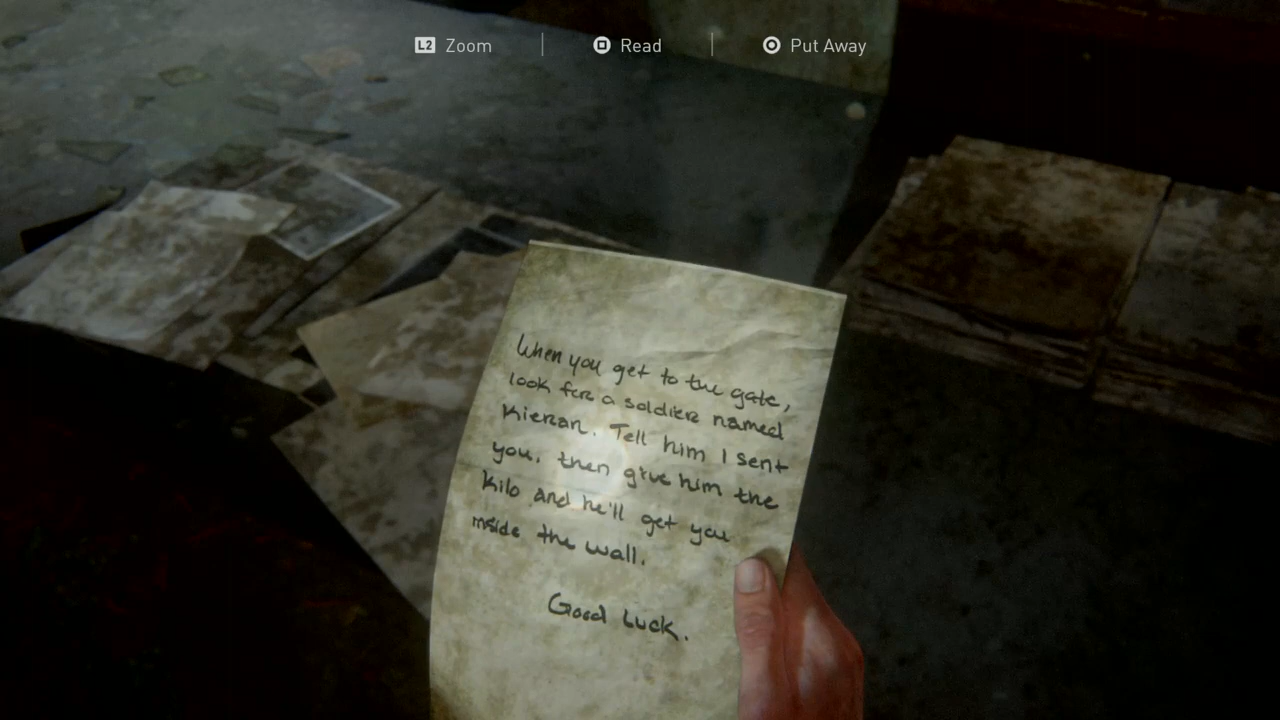 L2 Zoom | Read | Put Away
When you get to the gate,
look for a soldier named
Kieran. Tell him I sent
you, then give him the
kilo and he'll get you
inside the wall.
Good Luck.